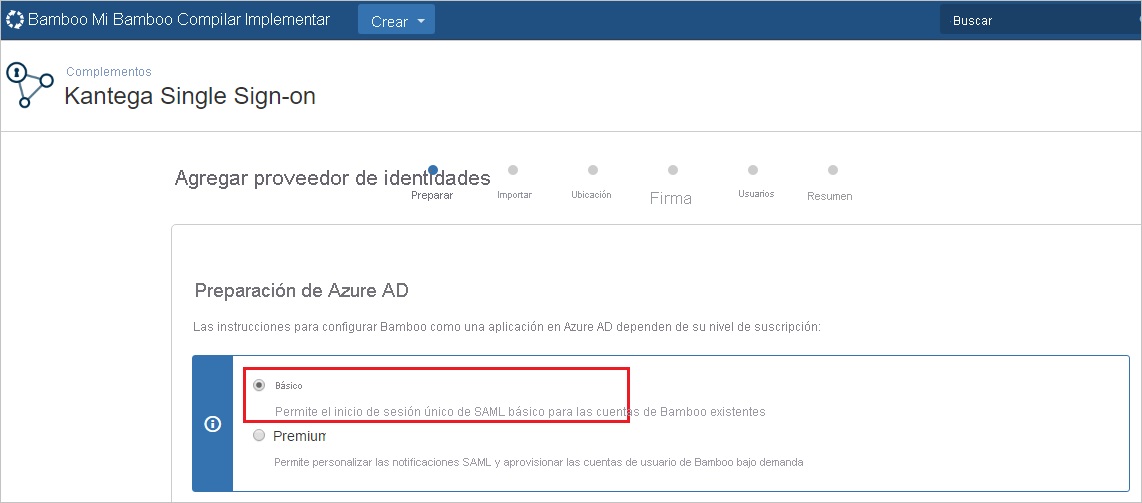 Bamboo Mi Bamboo Compilar Implementar Crear Buscar
Complementos
Kantega Single Sign-on
Agregar proveedor de identidades
Preparar Importar Ubicación Firma Usuarios Resumen
Preparación de Azure AD
Las instrucciones para configurar Bamboo como una aplicación en Azure AD dependen de su nivel de suscripción:
Básico
Permite el inicio de sesión único de SAML básico para las cuentas de Bamboo existentes
Premium
Permite personalizar las notificaciones SAML y aprovisionar las cuentas de usuario de Bamboo bajo demanda